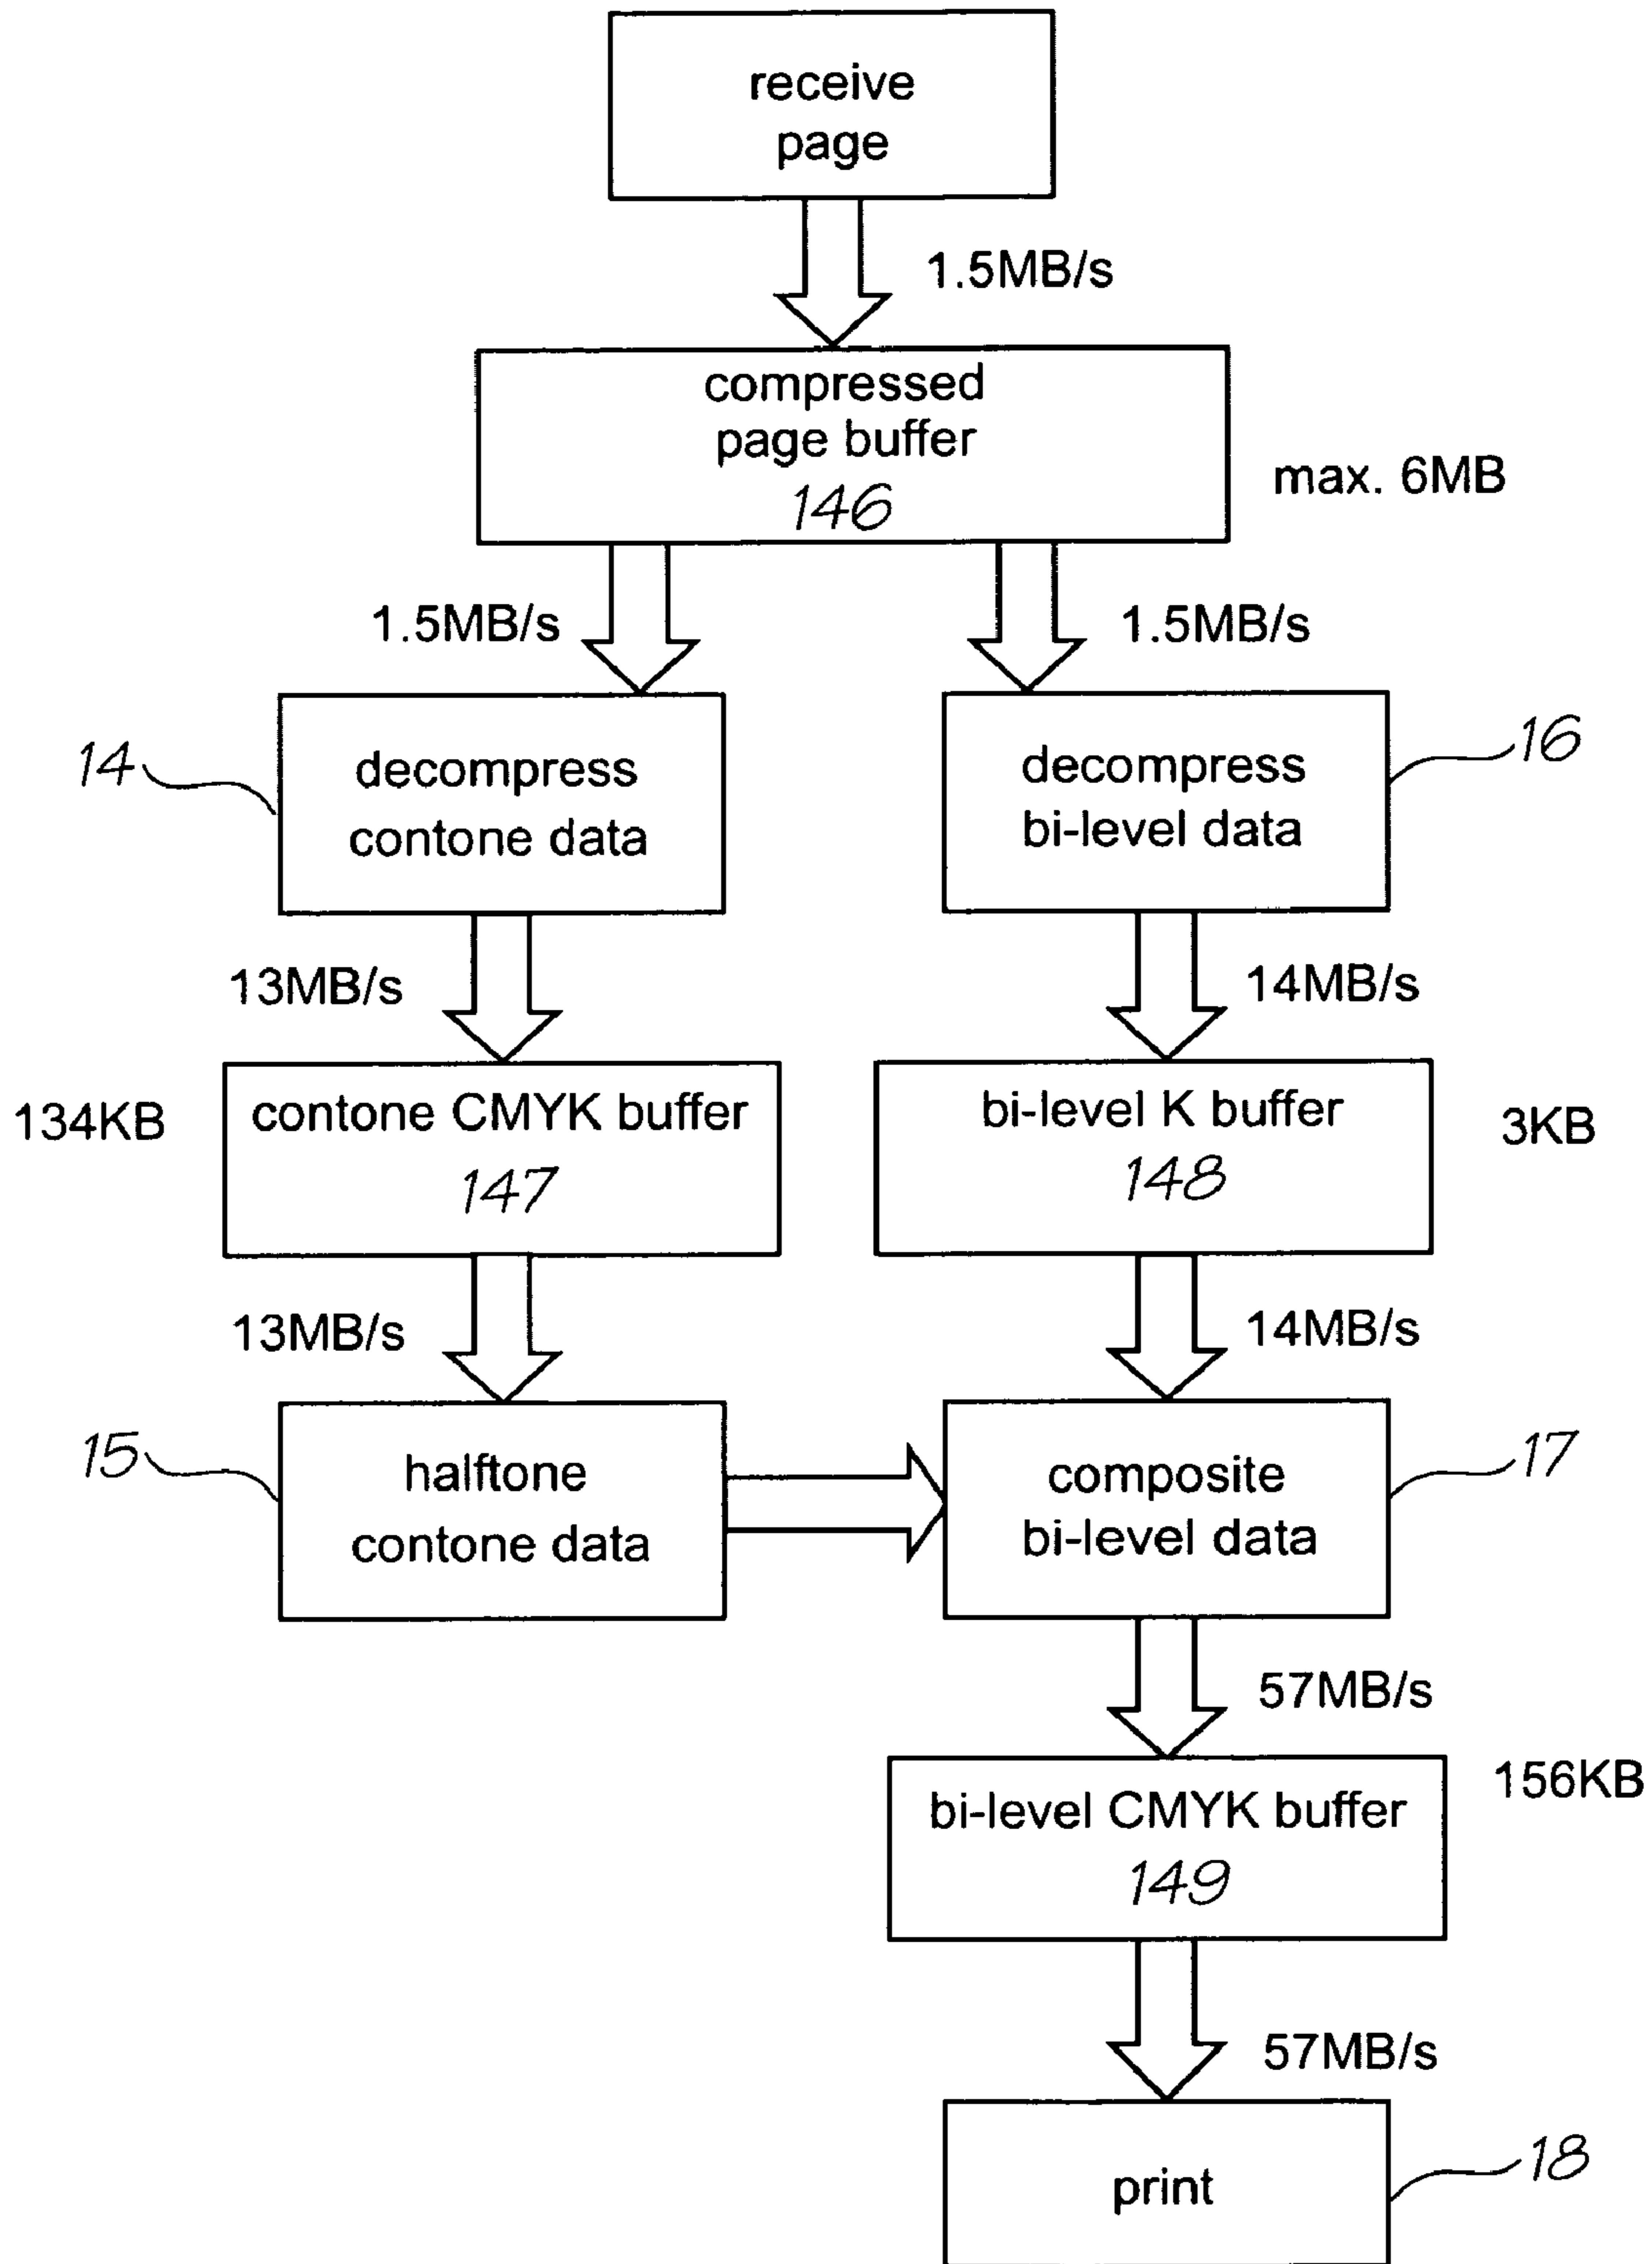 receive
page
1.5MB/s
compressed
page buffer
146
max. 6MB
1.5MB/s
1.5MB/s
14
decompress
contone data
decompress
bi-level data
16
13MB/s
14MB/s
134KB
contone CMYK buffer
147
bi-level K buffer
148
3KB
13MB/s
14MB/s
15
halftone
contone data
composite
bi-level data
17
57MB/s
bi-level CMYK buffer
149
156KB
57MB/s
print
18